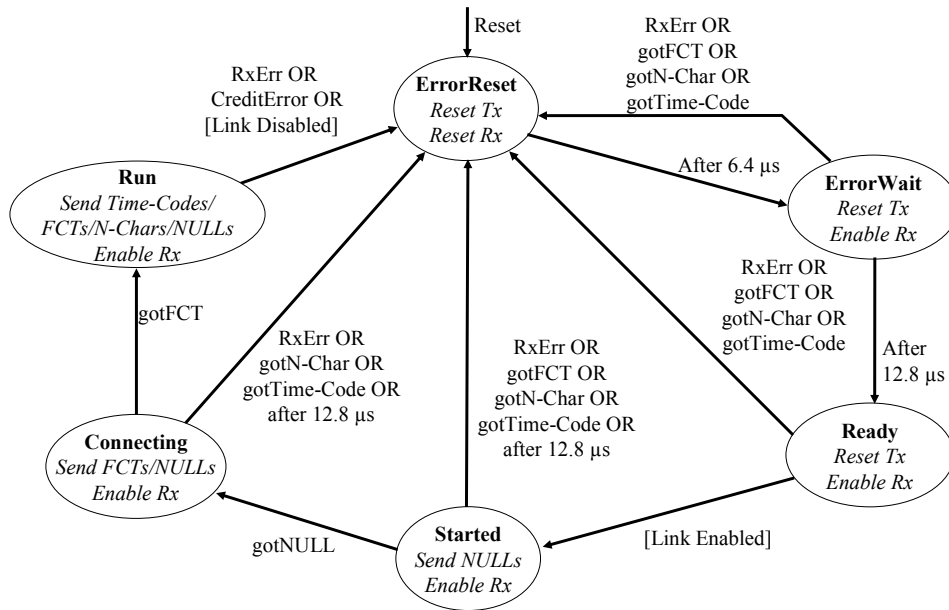 Reset
RxErr OR
gotFCT OR
gotN-Char OR
gotTime-Code
RxErr OR
CreditError OR
[Link Disabled]
ErrorReset
Reset Tx
Reset Rx
After 6.4 µs
ErrorWait
Reset Tx
Enable Rx
Run
Send Time-Codes/
FCTs/N-Chars/NULLs
Enable Rx
gotFCT
RxErr OR
gotN-Char OR
gotTime-Code OR
after 12.8 µs
RxErr OR
gotFCT OR
gotN-Char OR
gotTime-Code OR
after 12.8 µs
RxErr OR
gotFCT OR
gotN-Char OR
gotTime-Code
After
12.8 µs
Connecting
Send FCTs/NULLs
Enable Rx
Ready
Reset Tx
Enable Rx
gotNULL
Started
Send NULLs
Enable Rx
[Link Enabled]